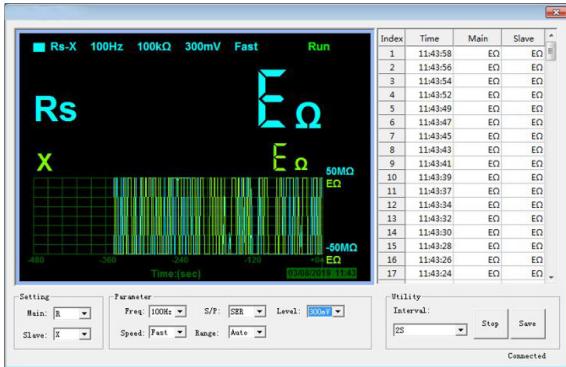 Rs-X 100Hz 100kΩ 300mV Fast Run
Rs EΩ
X EΩ
50MΩ
EΩ
-50MΩ
EΩ
-480 -360 -240 -120
Time:(sec) 03/08/2019 11:43
Index Time Main Slave
1 11:43:58 EΩ EΩ
2 11:43:56 EΩ EΩ
3 11:43:54 EΩ EΩ
4 11:43:52 EΩ EΩ
5 11:43:49 EΩ EΩ
6 11:43:47 EΩ EΩ
7 11:43:45 EΩ EΩ
8 11:43:43 EΩ EΩ
9 11:43:41 EΩ EΩ
10 11:43:39 EΩ EΩ
11 11:43:37 EΩ EΩ
12 11:43:34 EΩ EΩ
13 11:43:32 EΩ EΩ
14 11:43:30 EΩ EΩ
15 11:43:28 EΩ EΩ
16 11:43:26 EΩ EΩ
17 11:43:24 EΩ EΩ
Setting
Main: R
Slave: X
Parameter
Freq: 100Hz S/P: SER Level: 300mV
Speed: Fast Range: Auto
Utility
Interval:
2S Stop Save
Connected